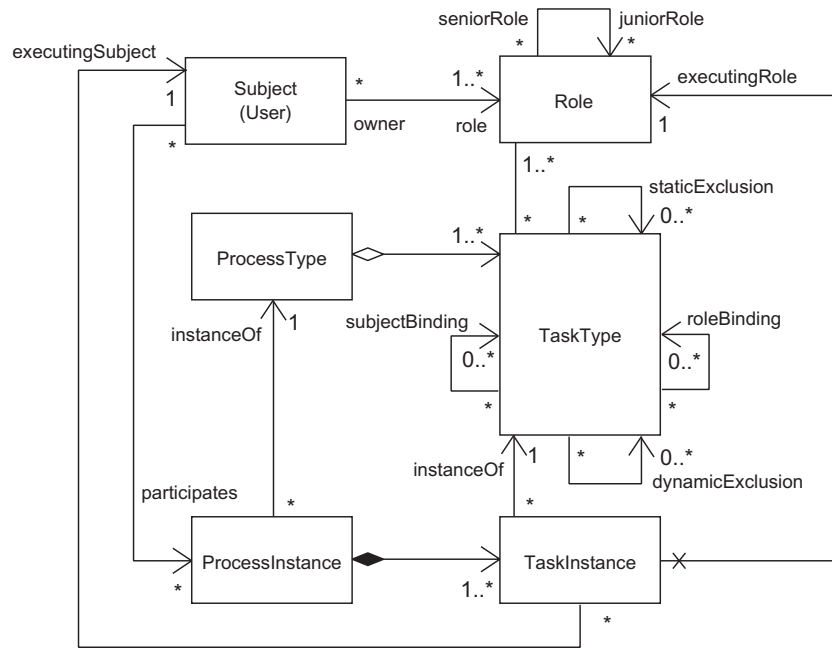 seniorRole juniorRole
* *
executingSubject
1
Subject
(User)
*
owner
1..*
role
Role
executingRole
1
*
1..*
*
staticExclusion
* 0..*
ProcessType
1..*
TaskType
instanceOf
1
subjectBinding
0..*
*
roleBinding
0..*
*
instanceOf
1
* 0..*
dynamicExclusion
participates
*
*
ProcessInstance
*
1..*
TaskInstance
*